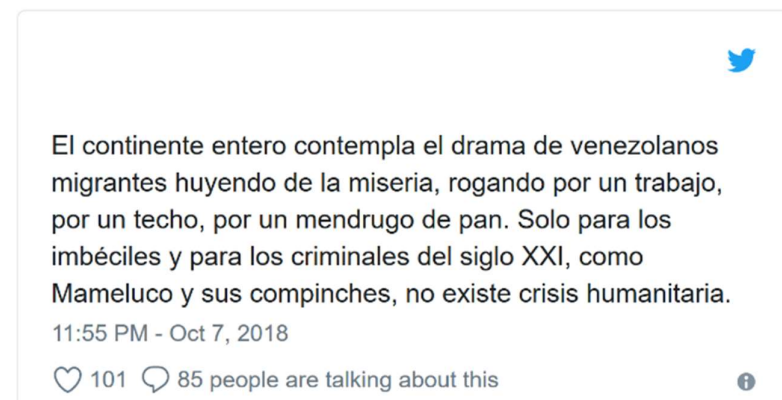 El continente entero contempla el drama de venezolanos
migrantes huyendo de la miseria, rogando por un trabajo,
por un techo, por un mendrugo de pan. Solo para los
imbéciles y para los criminales del siglo XXI, como
Mameluco y sus compinches, no existe crisis humanitaria.
11:55 PM - Oct 7, 2018
101 85 people are talking about this